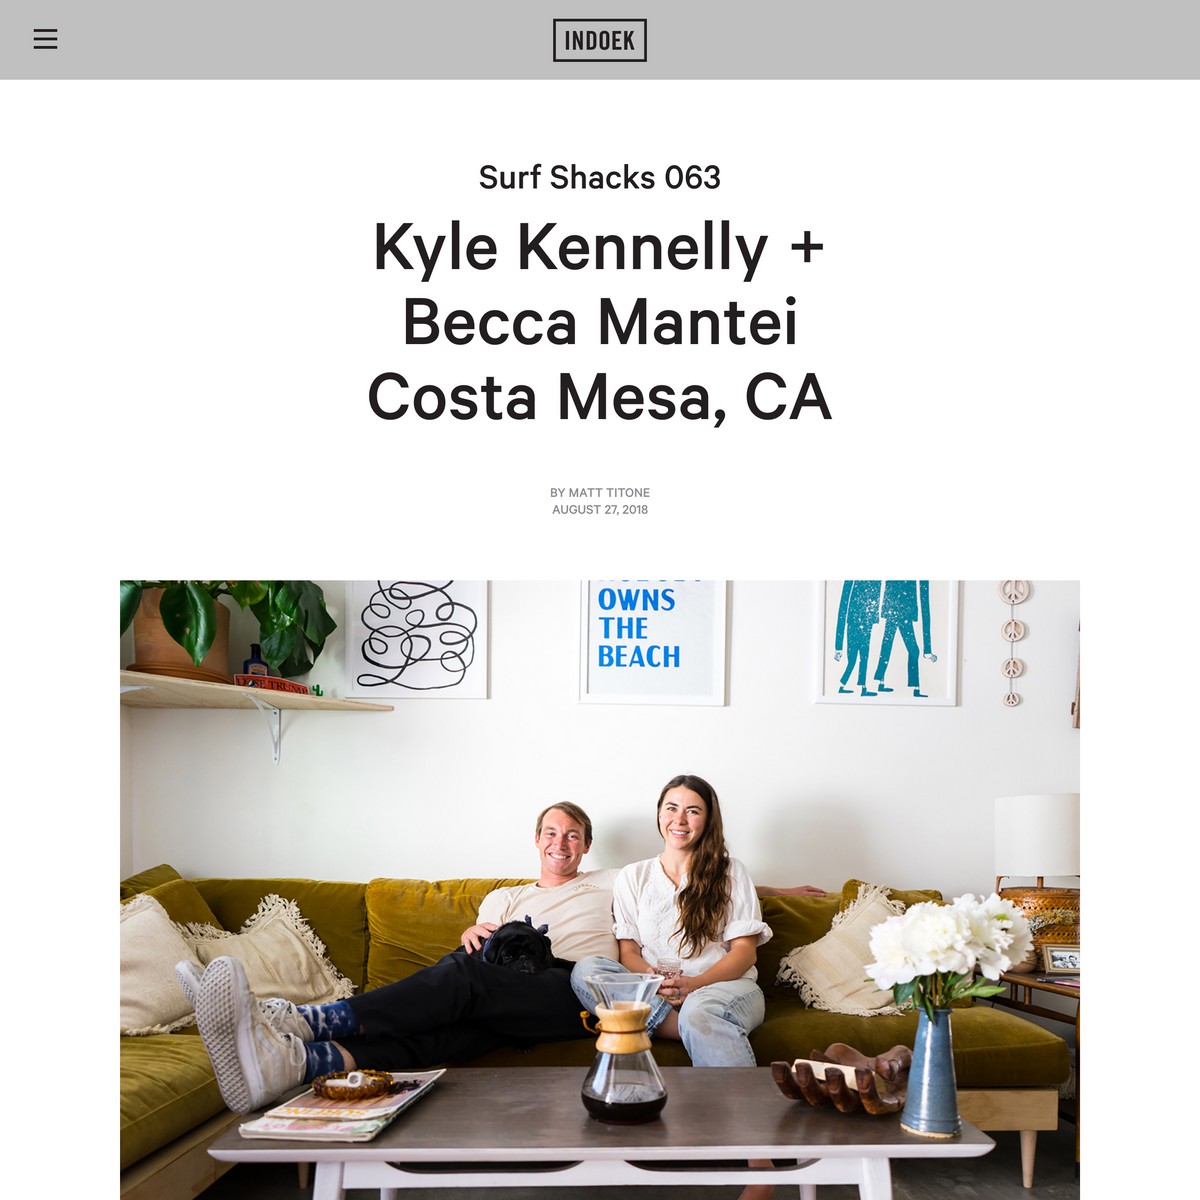 INDOEK
Surf Shacks 063
Kyle Kennelly +
Becca Mantei
Costa Mesa, CA
BY MATT TITONE
AUGUST 27, 2018
OWNS
THE
BEACH